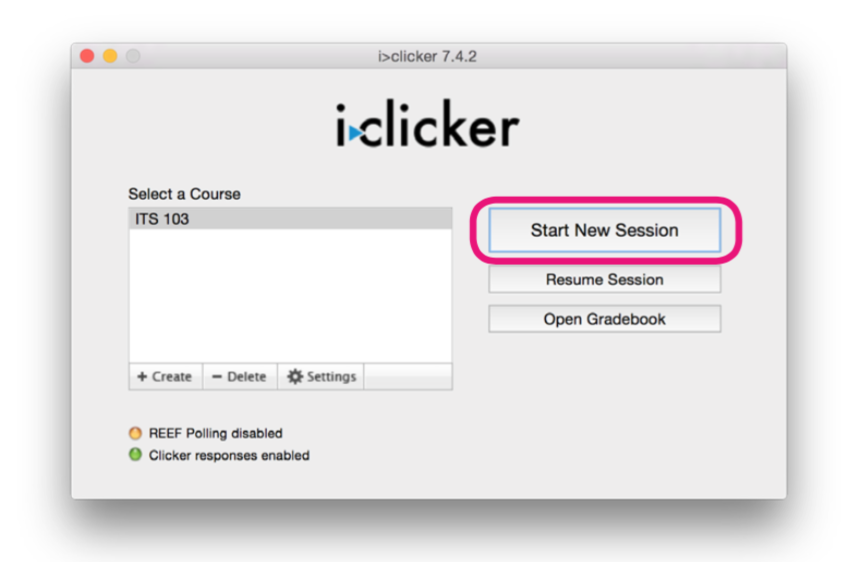 i>clicker 7.4.2
i>clicker
Select a Course
ITS 103
Start New Session
Resume Session
Open Gradebook
+ Create − Delete Settings
REEF Polling disabled
Clicker responses enabled